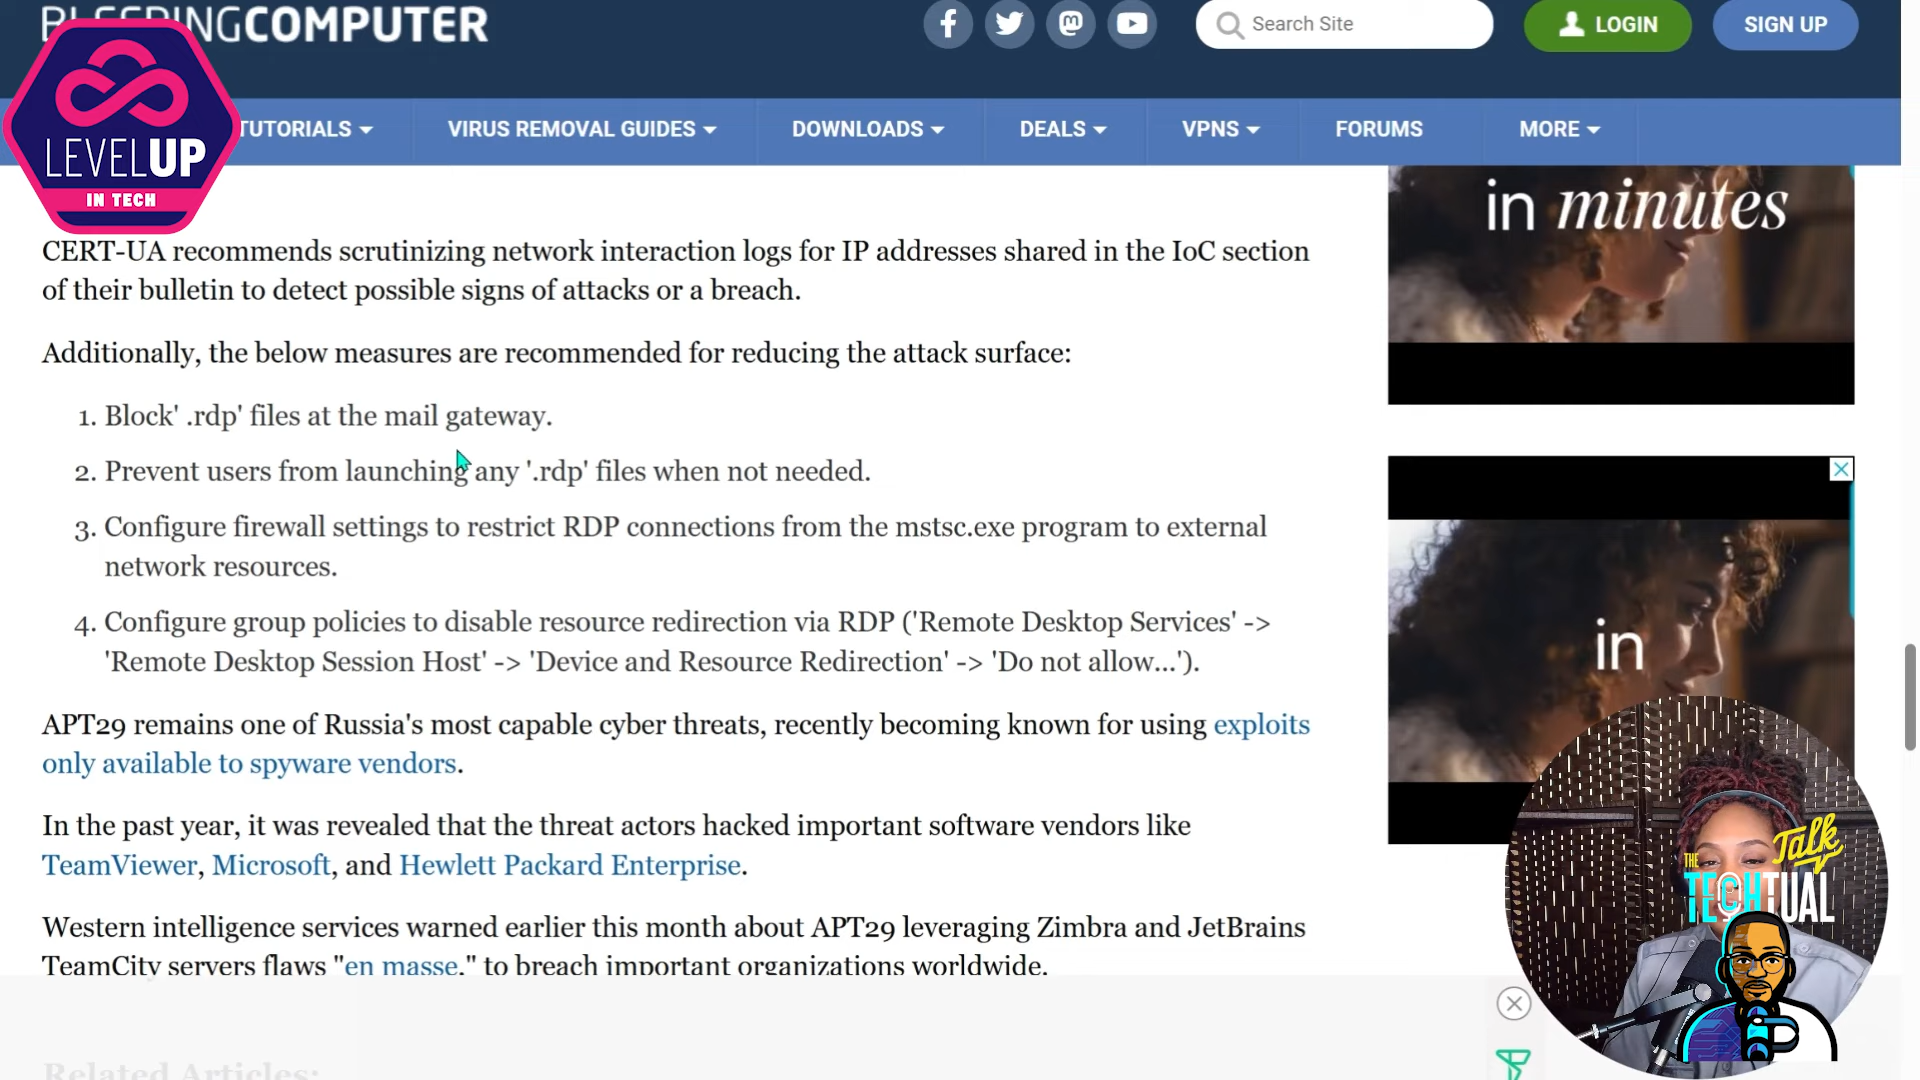 BLEEPINGCOMPUTER
Search Site
LOGIN
SIGN UP
TUTORIALS
VIRUS REMOVAL GUIDES
DOWNLOADS
DEALS
VPNS
FORUMS
MORE
LEVELUP
IN TECH
CERT-UA recommends scrutinizing network interaction logs for IP addresses shared in the IoC section
of their bulletin to detect possible signs of attacks or a breach.
Additionally, the below measures are recommended for reducing the attack surface:
1. Block' .rdp' files at the mail gateway.
2. Prevent users from launching any '.rdp' files when not needed.
3. Configure firewall settings to restrict RDP connections from the mstsc.exe program to external
network resources.
4. Configure group policies to disable resource redirection via RDP ('Remote Desktop Services' ->
'Remote Desktop Session Host' -> 'Device and Resource Redirection' -> 'Do not allow...').
APT29 remains one of Russia's most capable cyber threats, recently becoming known for using exploits
only available to spyware vendors.
In the past year, it was revealed that the threat actors hacked important software vendors like
TeamViewer, Microsoft, and Hewlett Packard Enterprise.
Western intelligence services warned earlier this month about APT29 leveraging Zimbra and JetBrains
TeamCity servers flaws "en masse," to breach important organizations worldwide.
Related Articles:
in minutes
in
THE
TECHTUAL
Talk